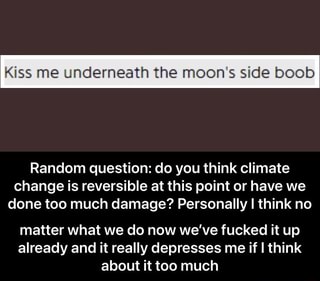 Kiss me underneath the moon's side boob
Random question: do you think climate
change is reversible at this point or have we
done too much damage? Personally I think no
matter what we do now we’ve fucked it up
already and it really depresses me if I think
about it too much